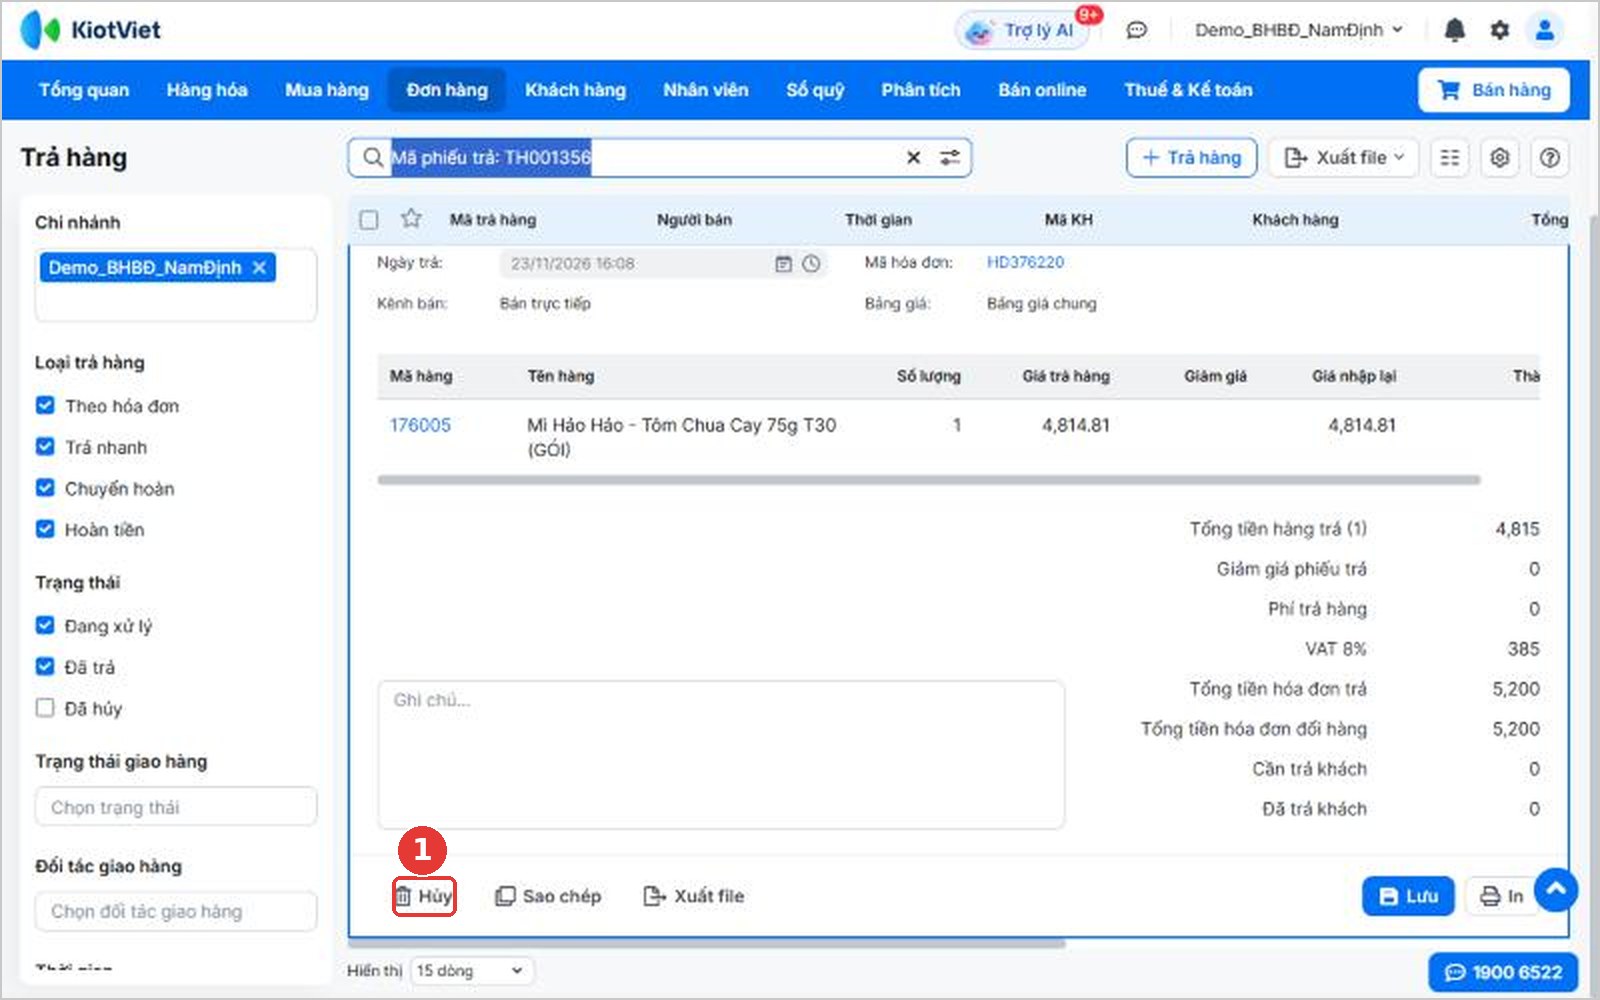 KiotViet
Trợ lý AI
9+
Demo_BHBĐ_NamĐịnh
Tổng quan
Hàng hóa
Mua hàng
Đơn hàng
Khách hàng
Nhân viên
Sổ quỹ
Phân tích
Bán online
Thuế & Kế toán
Bán hàng
Trả hàng
Mã phiếu trả: TH001356
Trả hàng
Xuất file
Chi nhánh
Demo_BHBĐ_NamĐịnh
Loại trả hàng
Theo hóa đơn
Trả nhanh
Chuyển hoàn
Hoàn tiền
Trạng thái
Đang xử lý
Đã trả
Đã hủy
Trạng thái giao hàng
Chọn trạng thái
Đối tác giao hàng
Chọn đối tác giao hàng
Thời gian
Mã trả hàng
Người bán
Thời gian
Mã KH
Khách hàng
Tổng
Ngày trả:
23/11/2026 16:08
Mã hóa đơn:
HD376220
Kênh bán:
Bán trực tiếp
Bảng giá:
Bảng giá chung
Mã hàng
Tên hàng
Số lượng
Giá trả hàng
Giảm giá
Giá nhập lại
Thà
176005
Mì Hảo Hảo - Tôm Chua Cay 75g T30
(GÓI)
1
4,814.81
4,814.81
Tổng tiền hàng trả (1)
4,815
Giảm giá phiếu trả
0
Phí trả hàng
0
VAT 8%
385
Tổng tiền hóa đơn trả
5,200
Tổng tiền hóa đơn đổi hàng
5,200
Cần trả khách
0
Đã trả khách
0
Ghi chú...
1
Hủy
Sao chép
Xuất file
Lưu
In
Hiển thị
15 dòng
1900 6522